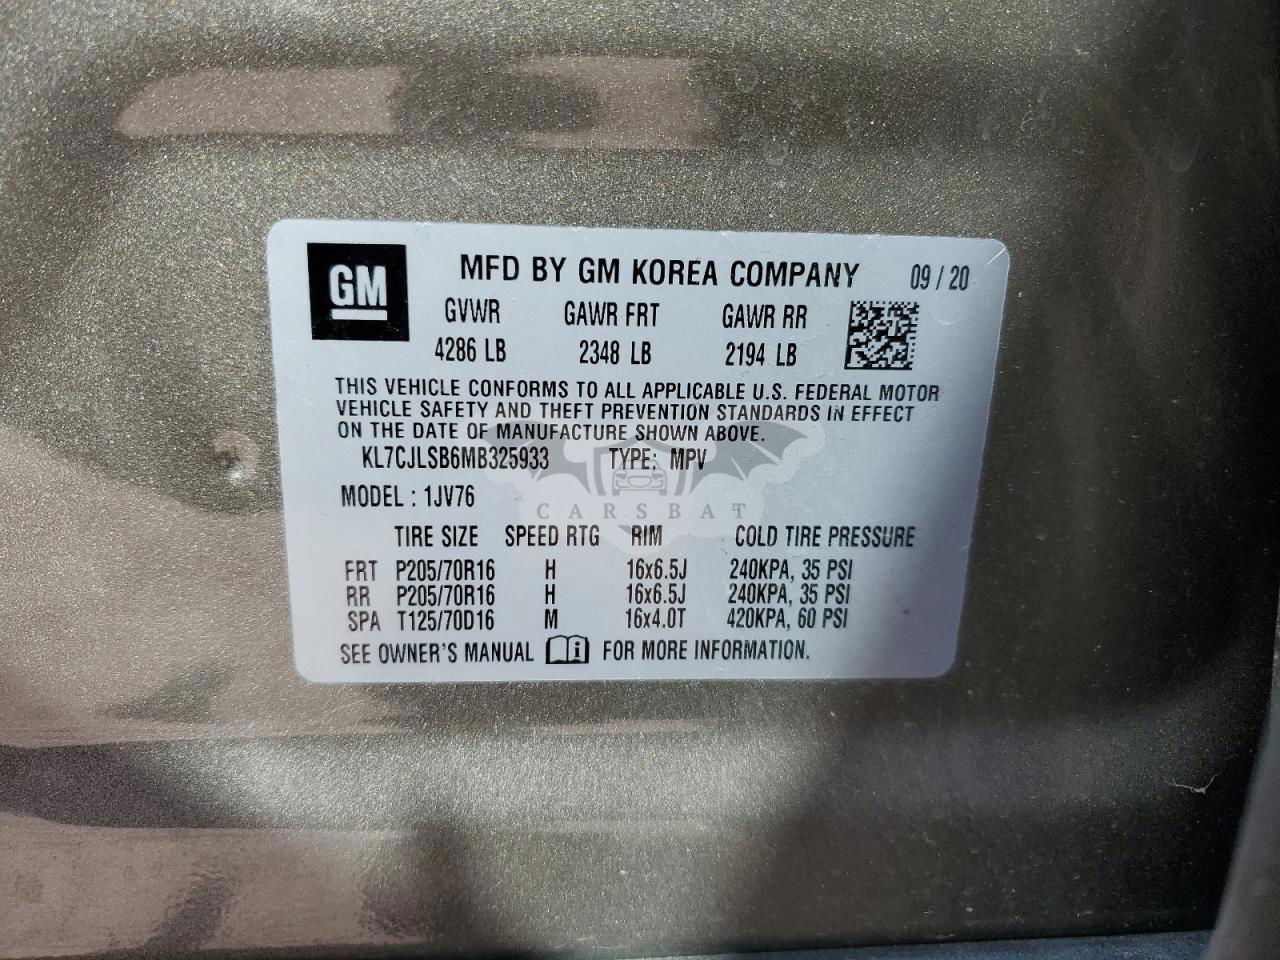 GM
MFD BY GM KOREA COMPANY 09 / 20
GVWR GAWR FRT GAWR RR
4286 LB 2348 LB 2194 LB
THIS VEHICLE CONFORMS TO ALL APPLICABLE U.S. FEDERAL MOTOR
VEHICLE SAFETY AND THEFT PREVENTION STANDARDS IN EFFECT
ON THE DATE OF MANUFACTURE SHOWN ABOVE.
KL7CJLSB6MB325933 TYPE: MPV
MODEL : 1JV76
CARSBAT
TIRE SIZE SPEED RTG RIM COLD TIRE PRESSURE
FRT P205/70R16 H 16x6.5J 240KPA, 35 PSI
RR P205/70R16 H 16x6.5J 240KPA, 35 PSI
SPA T125/70D16 M 16x4.0T 420KPA, 60 PSI
SEE OWNER'S MANUAL i FOR MORE INFORMATION.